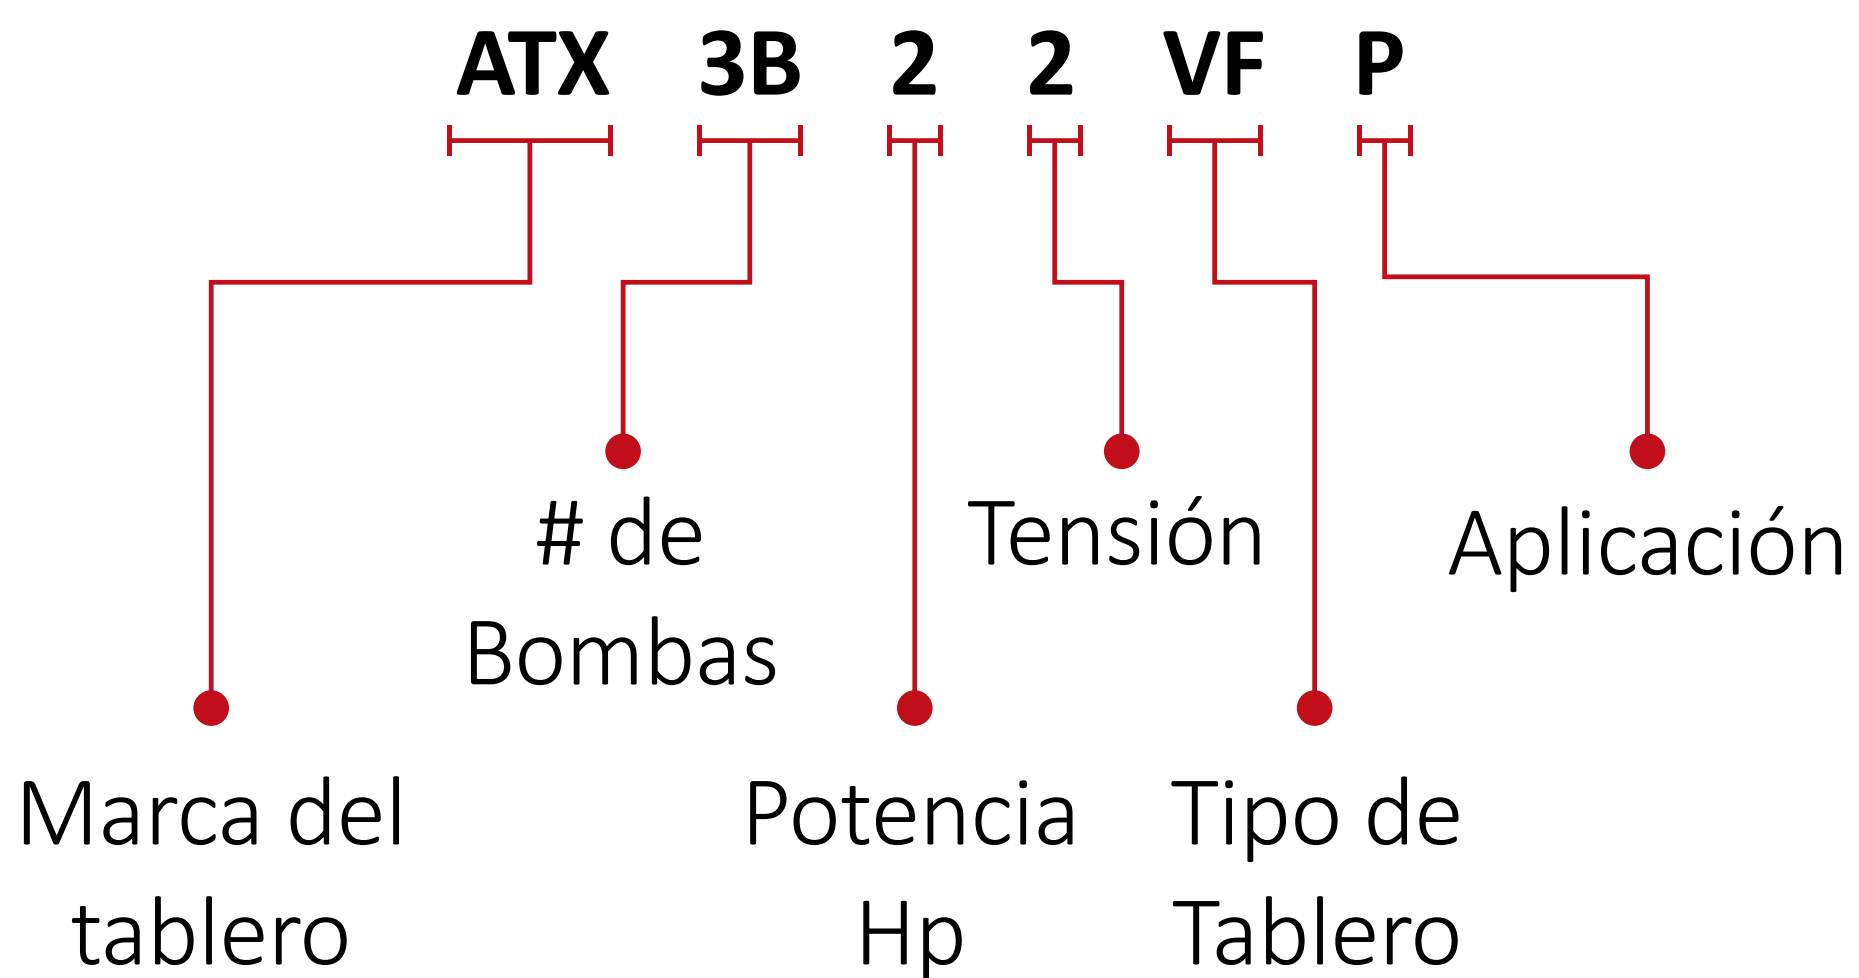 ATX 3B 2 2 VF P
# de
Bombas
Tensión
Aplicación
Marca del
tablero
Potencia
Hp
Tipo de
Tablero